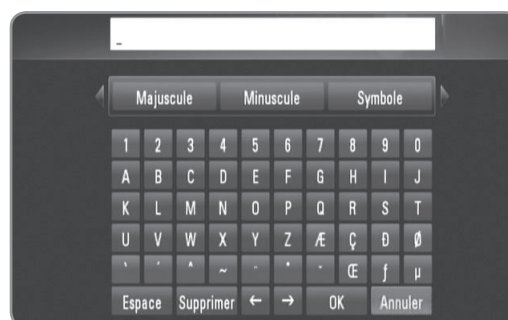 _
Majuscule Minuscule Symbole
1 2 3 4 5 6 7 8 9 0
A B C D E F G H I J
K L M N O P Q R S T
U V W X Y Z Æ Ç Ð Ø
` ´ ^ ~ Œ ƒ µ
Espace Supprimer ← → OK Annuler